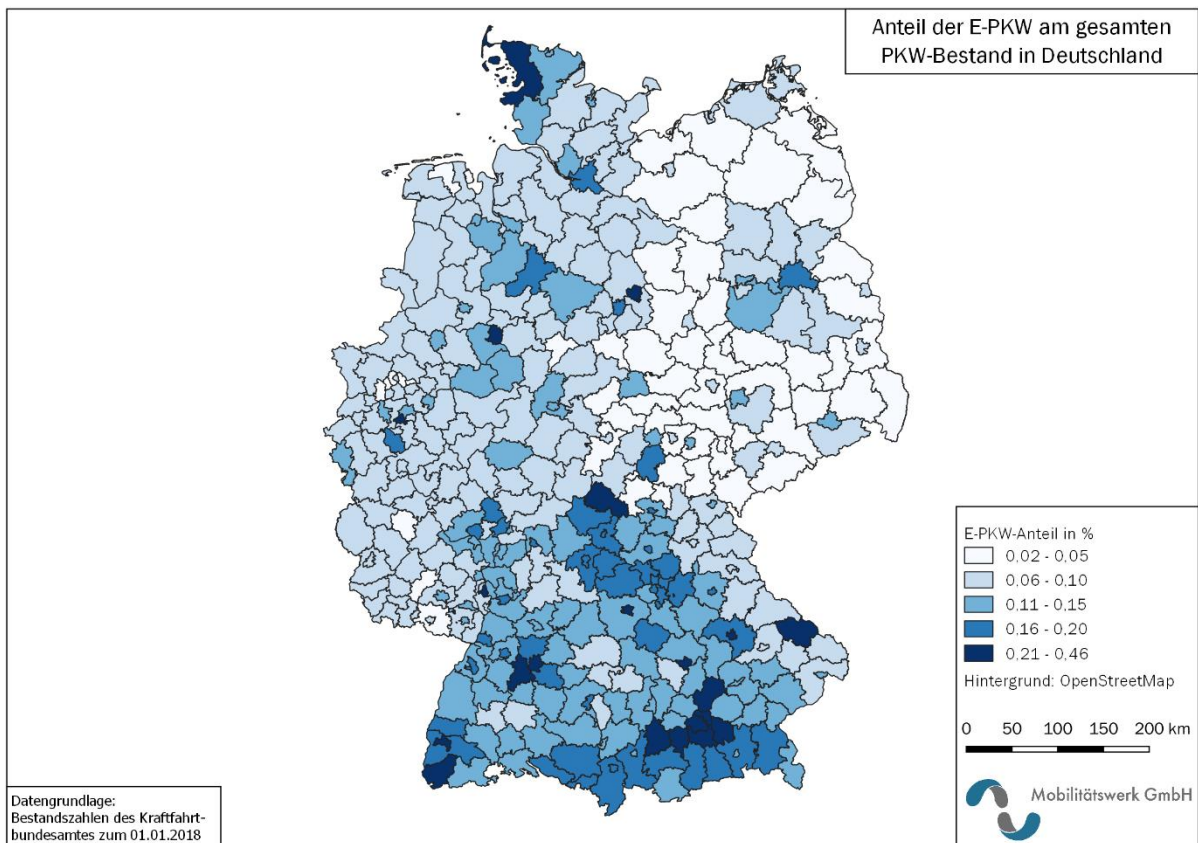 Anteil der E-PKW am gesamten
PKW-Bestand in Deutschland
E-PKW-Anteil in %
0,02 - 0,05
0,06 - 0,10
0,11 - 0,15
0,16 - 0,20
0,21 - 0,46
Hintergrund: OpenStreetMap
0 50 100 150 200 km
Mobilitätswerk GmbH
Datengrundlage:
Bestandszahlen des Kraftfahrt-
bundesamtes zum 01.01.2018